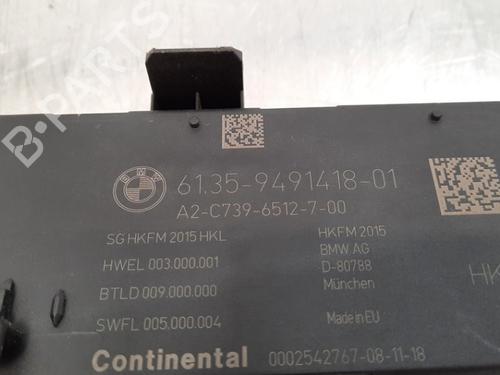 BMW
61.35-9491418-01
A2-C739-6512-7-00
SG HKFM 2015 HKL
HWEL 003.000.001
BTLD 009.000.000
SWFL 005.000.004
HKFM 2015
BMW AG
D-80788
München
Made in EU
HK
Continental 0002542767-08-11-18
B-PARTS